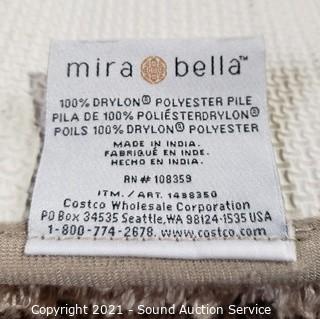 mira bella™
100% DRYLON® POLYESTER PILE
PILA DE 100% POLIÉSTERDRYLON®
POILS 100% DRYLON® POLYESTER
MADE IN INDIA.
FABRIQUÉ EN INDE.
HECHO EN INDIA.
RN# 108359
ITM./ART. 1498350
Costco Wholesale Corporation
PO Box 34535 Seattle,WA 98124-1535 USA
1-800-774-2678. www.costco.com
Copyright 2021 - Sound Auction Service